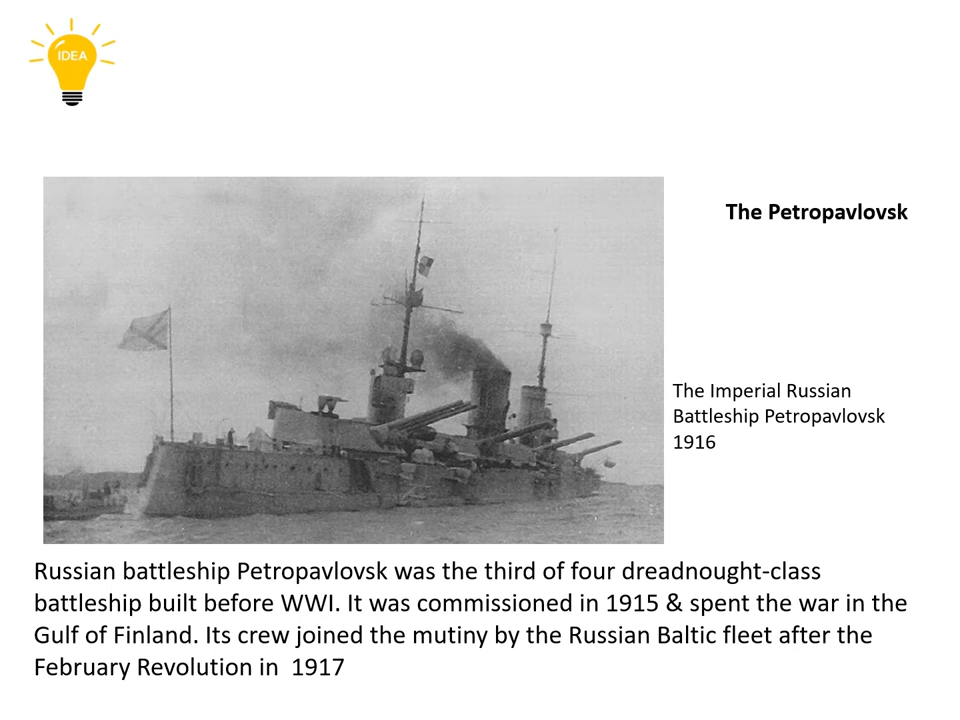 IDEA
The Petropavlovsk
The Imperial Russian
Battleship Petropavlovsk
1916
Russian battleship Petropavlovsk was the third of four dreadnought-class
battleship built before WWI. It was commissioned in 1915 & spent the war in the
Gulf of Finland. Its crew joined the mutiny by the Russian Baltic fleet after the
February Revolution in  1917